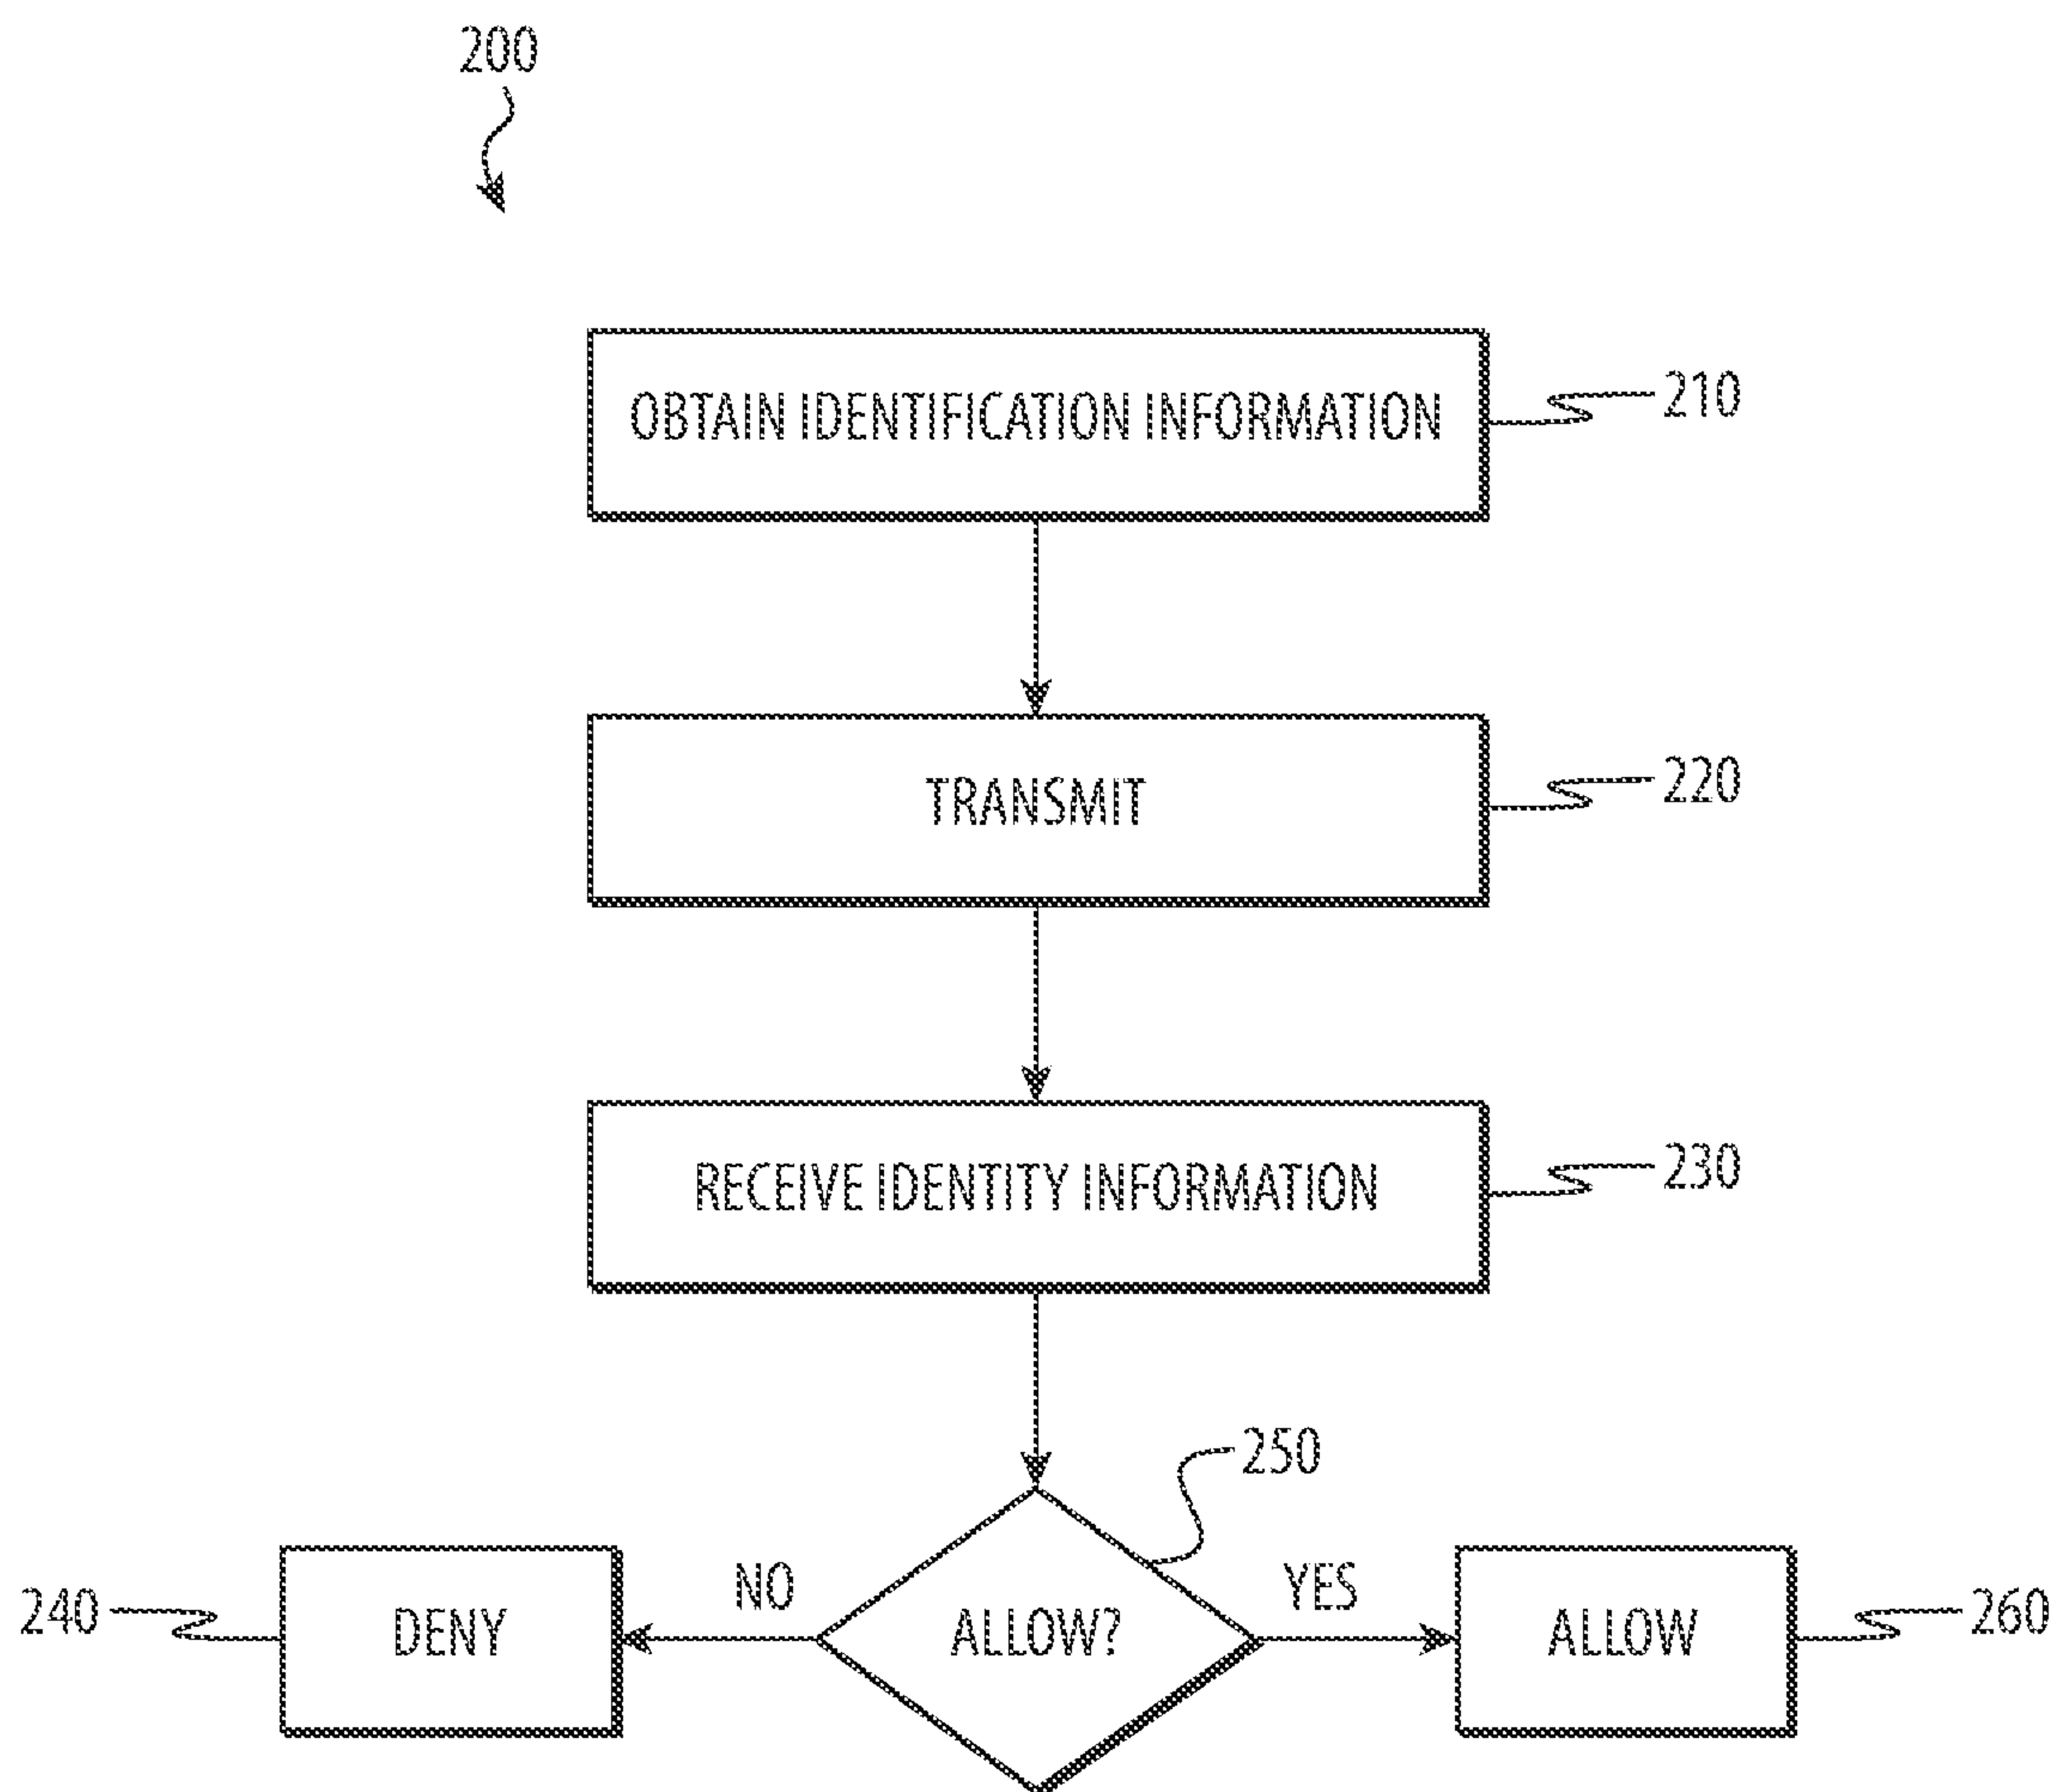 200
OBTAIN IDENTIFICATION INFORMATION
210
TRANSMIT
220
RECEIVE IDENTITY INFORMATION
230
250
240
DENY
NO
ALLOW?
YES
ALLOW
260